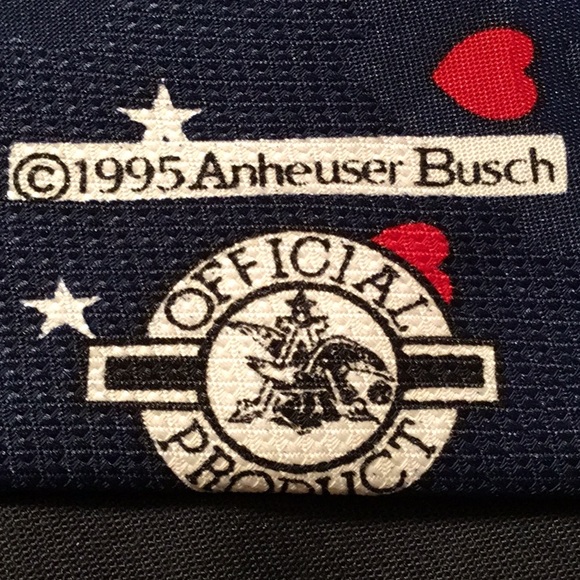 ©1995 Anheuser Busch
OFFICIAL
PRODUCT